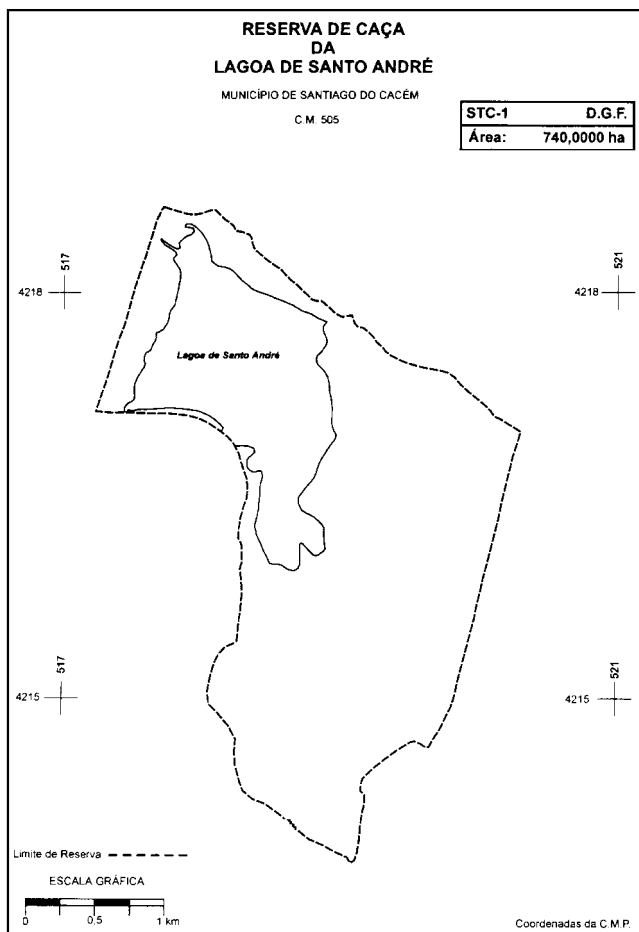 RESERVA DE CAÇA
DA
LAGOA DE SANTO ANDRÉ
MUNICÍPIO DE SANTIAGO DO CACÉM
C.M. 505
STC-1 D.G.F.
Área: 740,0000 ha
517
521
4218
4218
Lagoa de Santo André
517
521
4215
4215
Limite de Reserva
ESCALA GRÁFICA
0 0,5 1 km
Coordenadas da C.M.P.